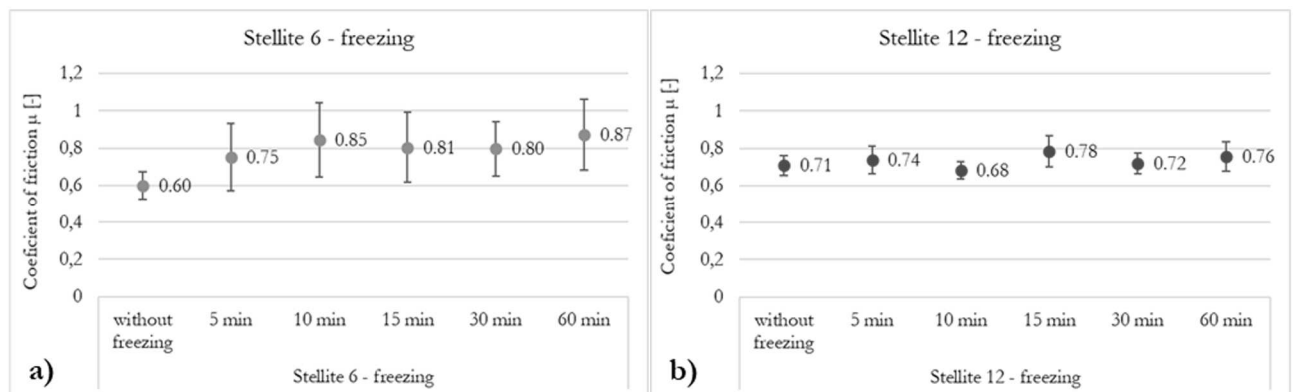 Stellite 6 - freezing
Coeficient of friction μ [-]
1,2
1
0,8
0,6
0,4
0,2
0
0.60
0.75
0.85
0.81
0.80
0.87
without freezing
5 min
10 min
15 min
30 min
60 min
Stellite 6 - freezing
a)
Stellite 12 - freezing
Coeficient of friction μ [-]
1,2
1
0,8
0,6
0,4
0,2
0
0.71
0.74
0.68
0.78
0.72
0.76
without freezing
5 min
10 min
15 min
30 min
60 min
Stellite 12 - freezing
b)